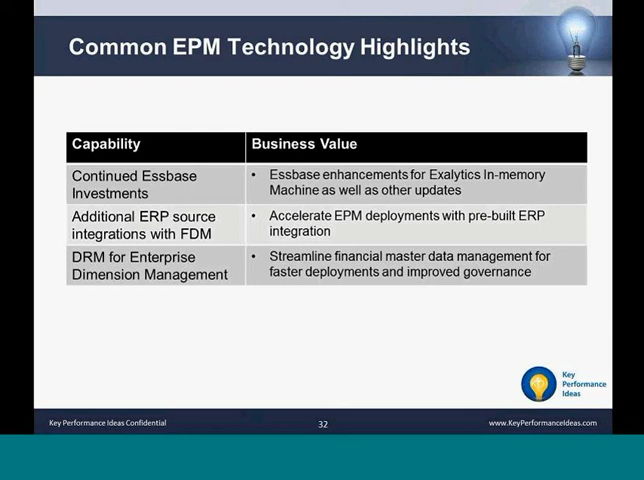 Common EPM Technology Highlights
Capability
Business Value
Continued Essbase
Investments
• Essbase enhancements for Exalytics In-memory
Machine as well as other updates
Additional ERP source
integrations with FDM
• Accelerate EPM deployments with pre-built ERP
integration
DRM for Enterprise
Dimension Management
• Streamline financial master data management for
faster deployments and improved governance
Key
Performance
Ideas
Key Performance Ideas Confidential
32
www.KeyPerformanceIdeas.com